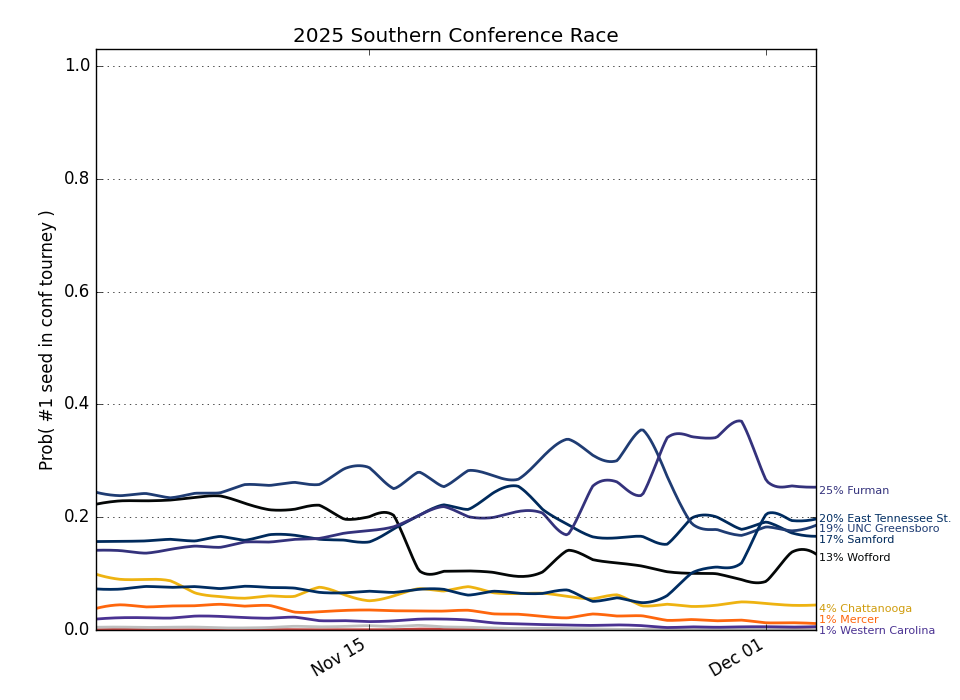 2025 Southern Conference Race
Prob( #1 seed in conf tourney )
1.0
0.8
0.6
0.4
0.2
0.0
Nov 15
Dec 01
25% Furman
20% East Tennessee St.
19% UNC Greensboro
17% Samford
13% Wofford
4% Chattanooga
1% Mercer
1% Western Carolina